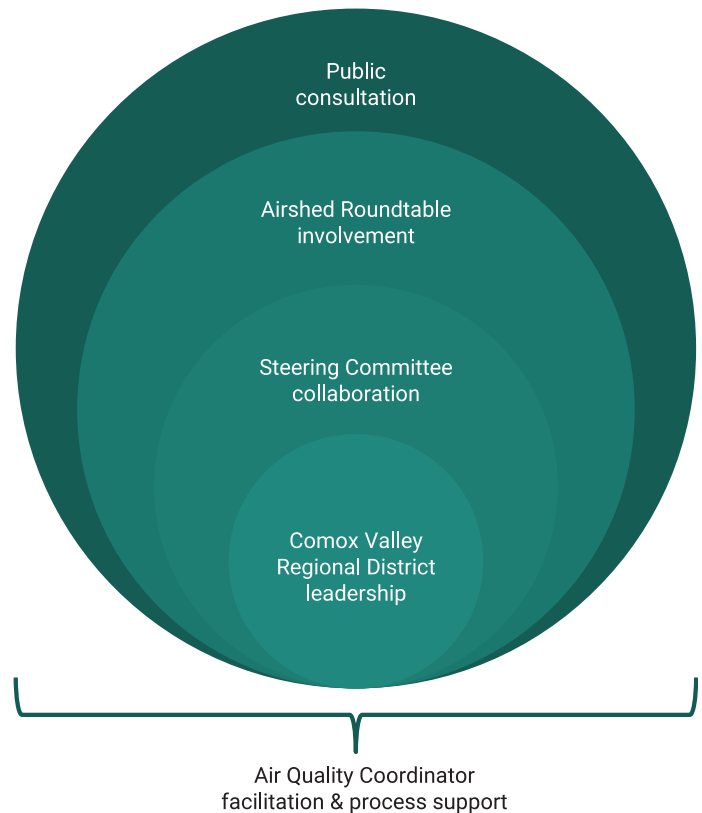 Public
consultation
Airshed Roundtable
involvement
Steering Committee
collaboration
Comox Valley
Regional District
leadership
Air Quality Coordinator
facilitation & process support